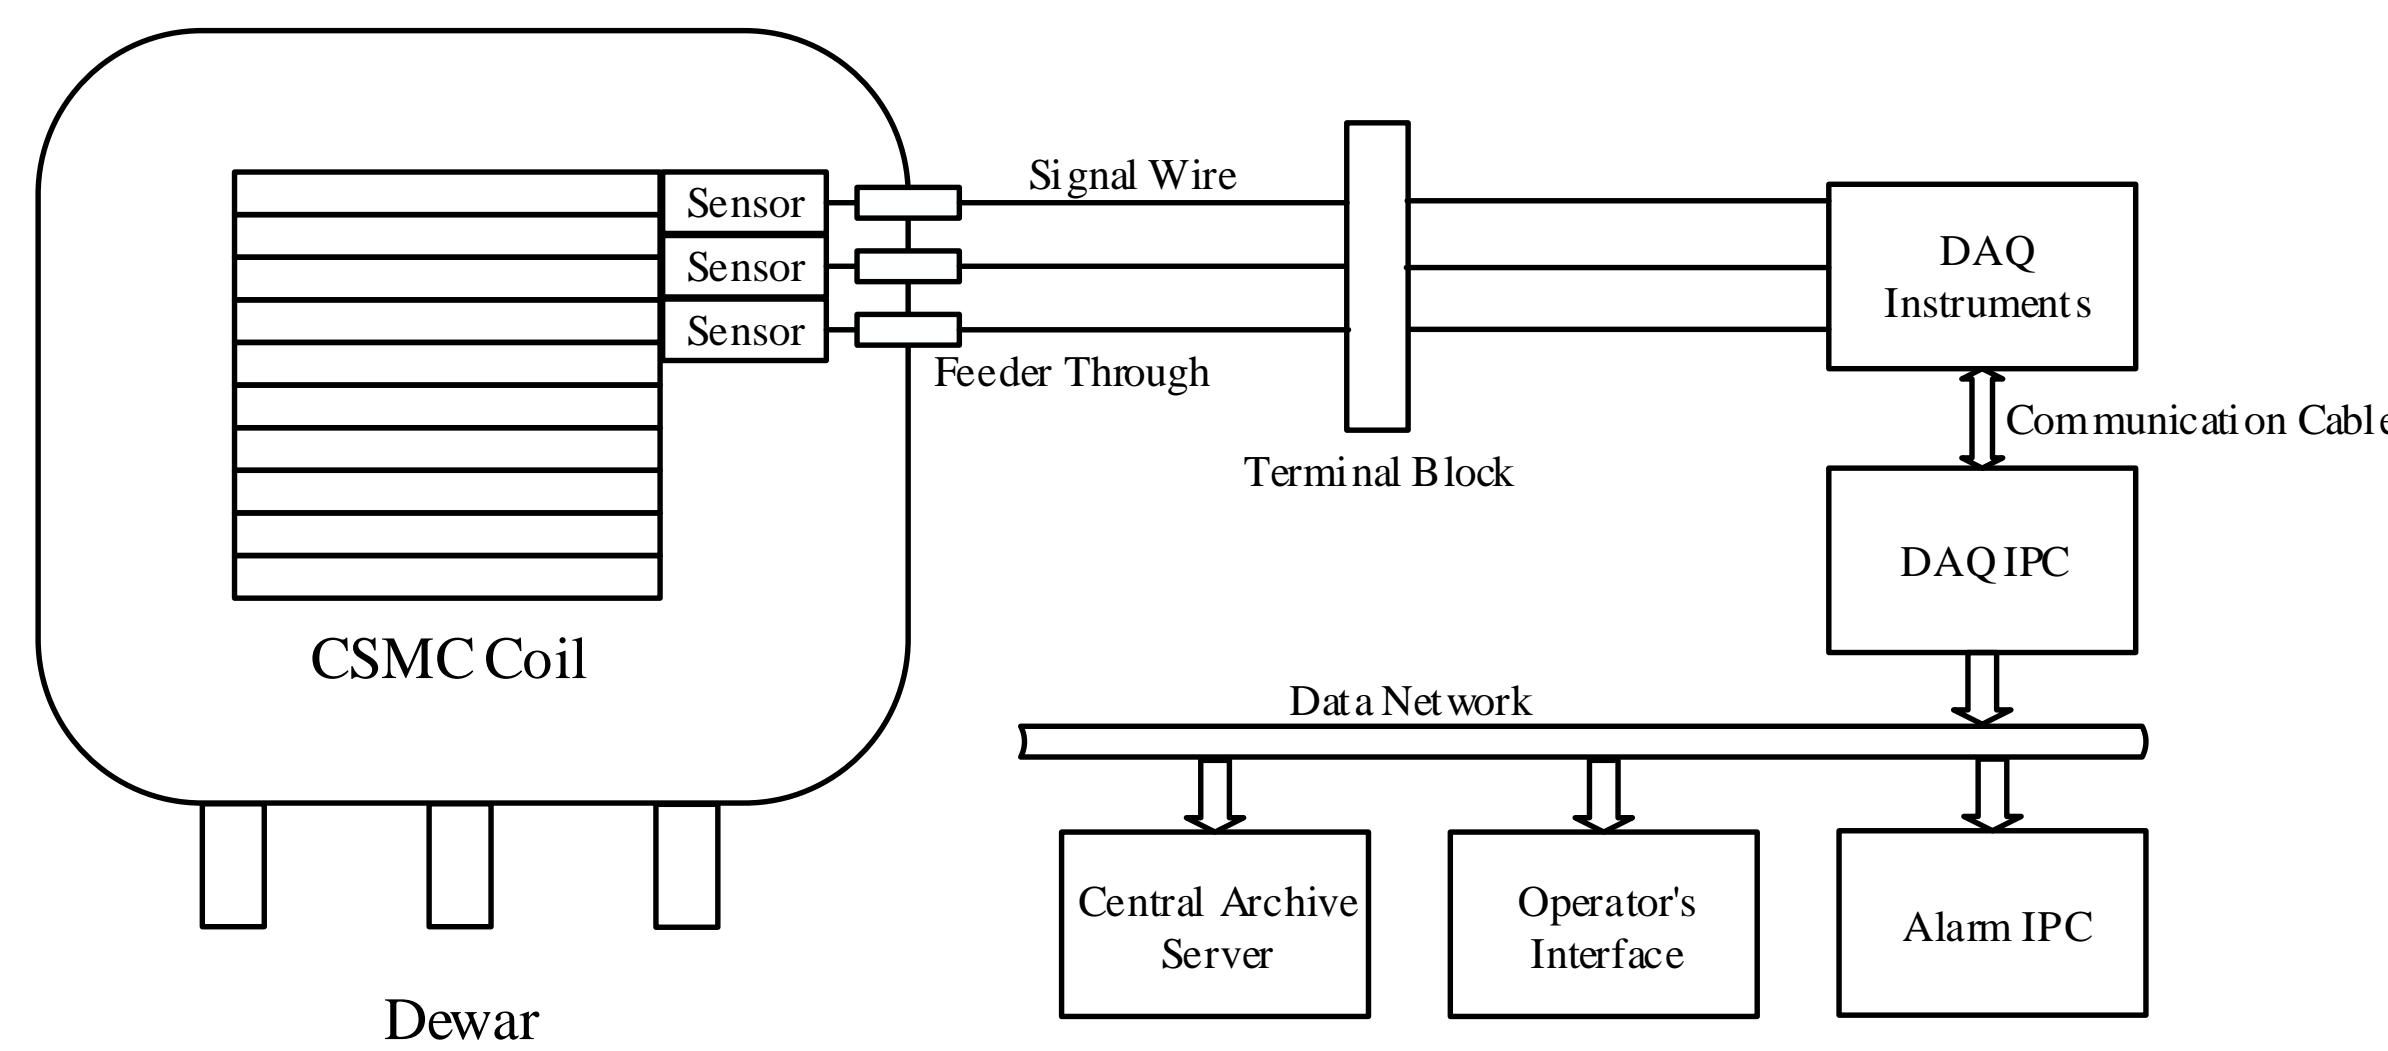 Signal Wire
Sensor
Sensor
Sensor
DAQ
Instruments
Feeder Through
Communication Cable
Terminal Block
DAQ IPC
CSMC Coil
Data Network
Central Archive
Server
Operator's
Interface
Alarm IPC
Dewar